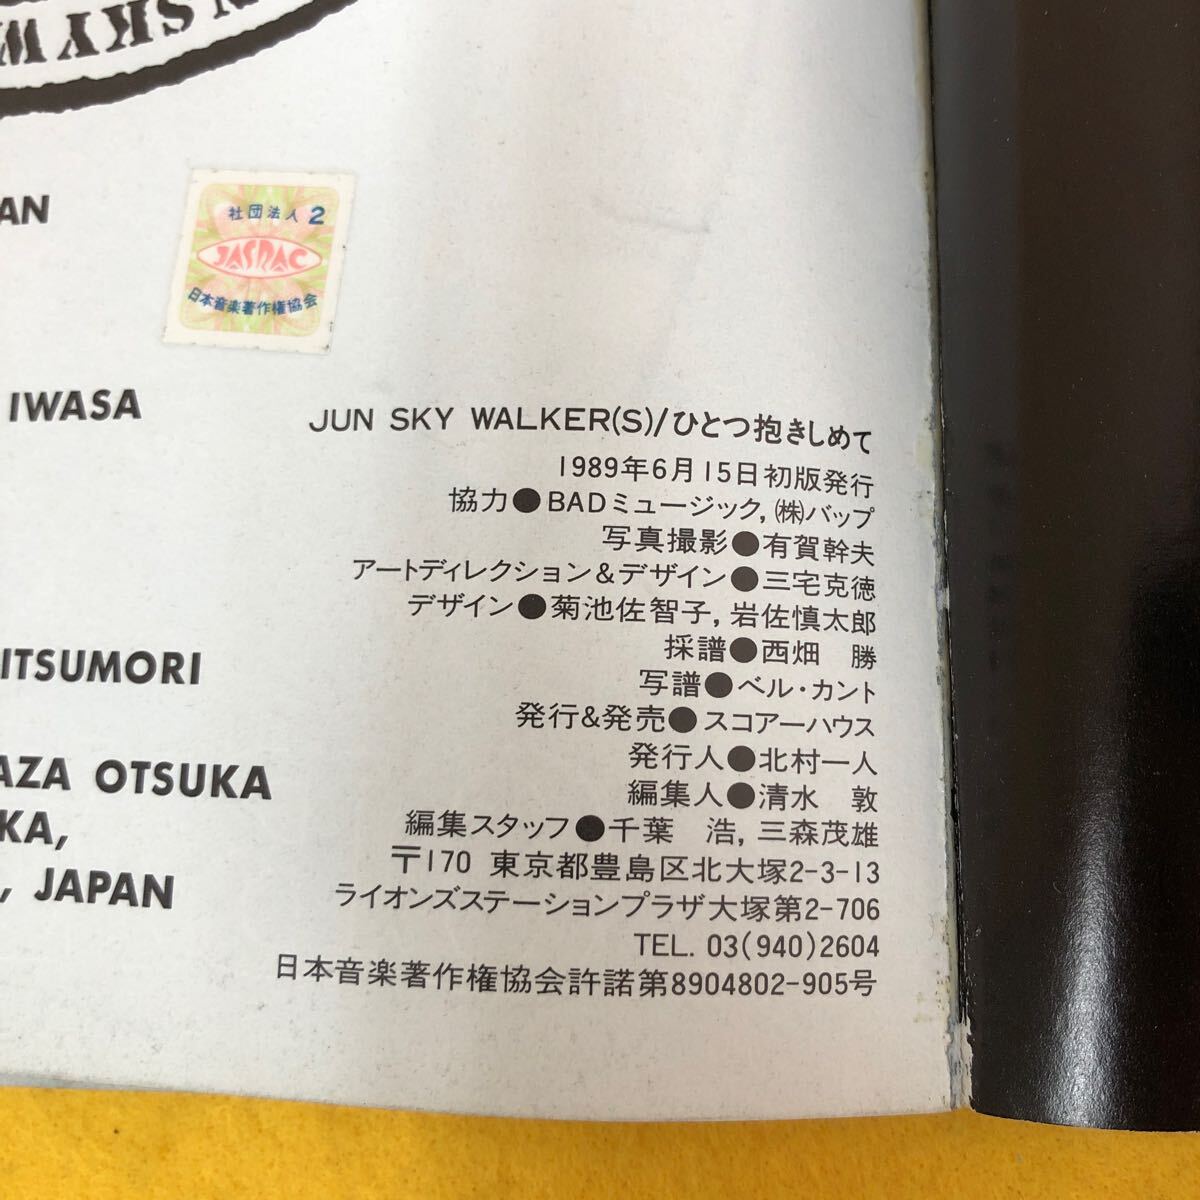 SKY W
AN
社団法人 2
JASRAC
日本音楽著作権協会
IWASA
ITSUMORI
AZA OTSUKA
KA,
, JAPAN
JUN SKY WALKER(S)/ひとつ抱きしめて
1989年6月15日初版発行
協力●BADミュージック,㈱バップ
写真撮影●有賀幹夫
アートディレクション&デザイン●三宅克徳
デザイン●菊池佐智子,岩佐慎太郎
採譜●西畑 勝
写譜●ベル・カント
発行&発売●スコアーハウス
発行人●北村一人
編集人●清水 敦
編集スタッフ●千葉 浩,三森茂雄
〒170 東京都豊島区北大塚2-3-13
ライオンズステーションプラザ大塚第2-706
TEL. 03(940)2604
日本音楽著作権協会許諾第8904802-905号